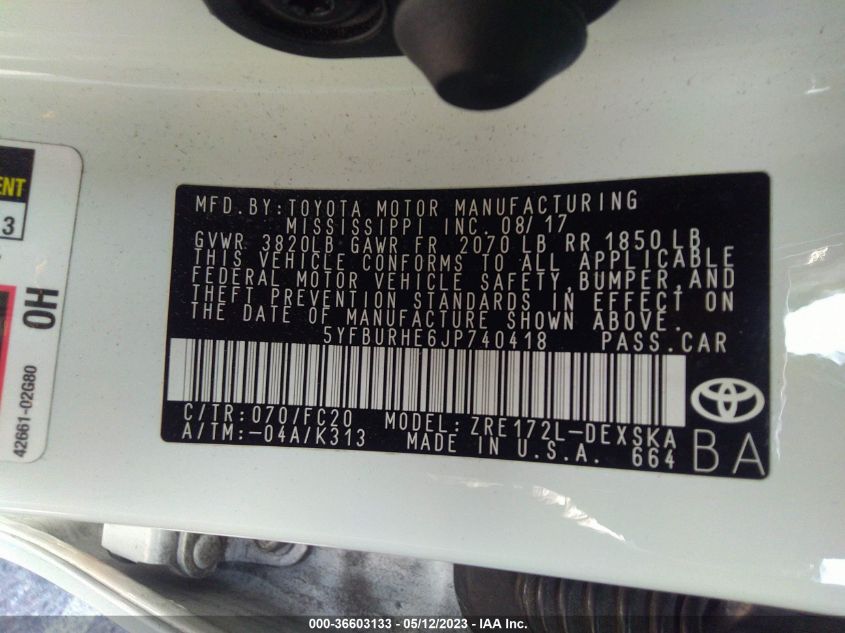 ENT
3
OH
42661-02G80
MFD.BY:TOYOTA MOTOR MANUFACTURING
MISSISSIPPI INC. 08/17
GVWR 3820LB GAWR FR 2070 LB RR 1850 LB
THIS VEHICLE CONFORMS TO ALL APPLICABLE
FEDERAL MOTOR VEHICLE SAFETY,BUMPER,AND
THEFT PREVENTION STANDARDS IN EFFECT ON
THE DATE OF MANUFACTURE SHOWN ABOVE.
5YFBURHE6JP740418 PASS.CAR
C/TR:070/FC20 MODEL:ZRE172L-DEXSKA
A/TM:-04A/K313 MADE IN U.S.A. 664
BA
000-36603133 - 05/12/2023 - IAA Inc.